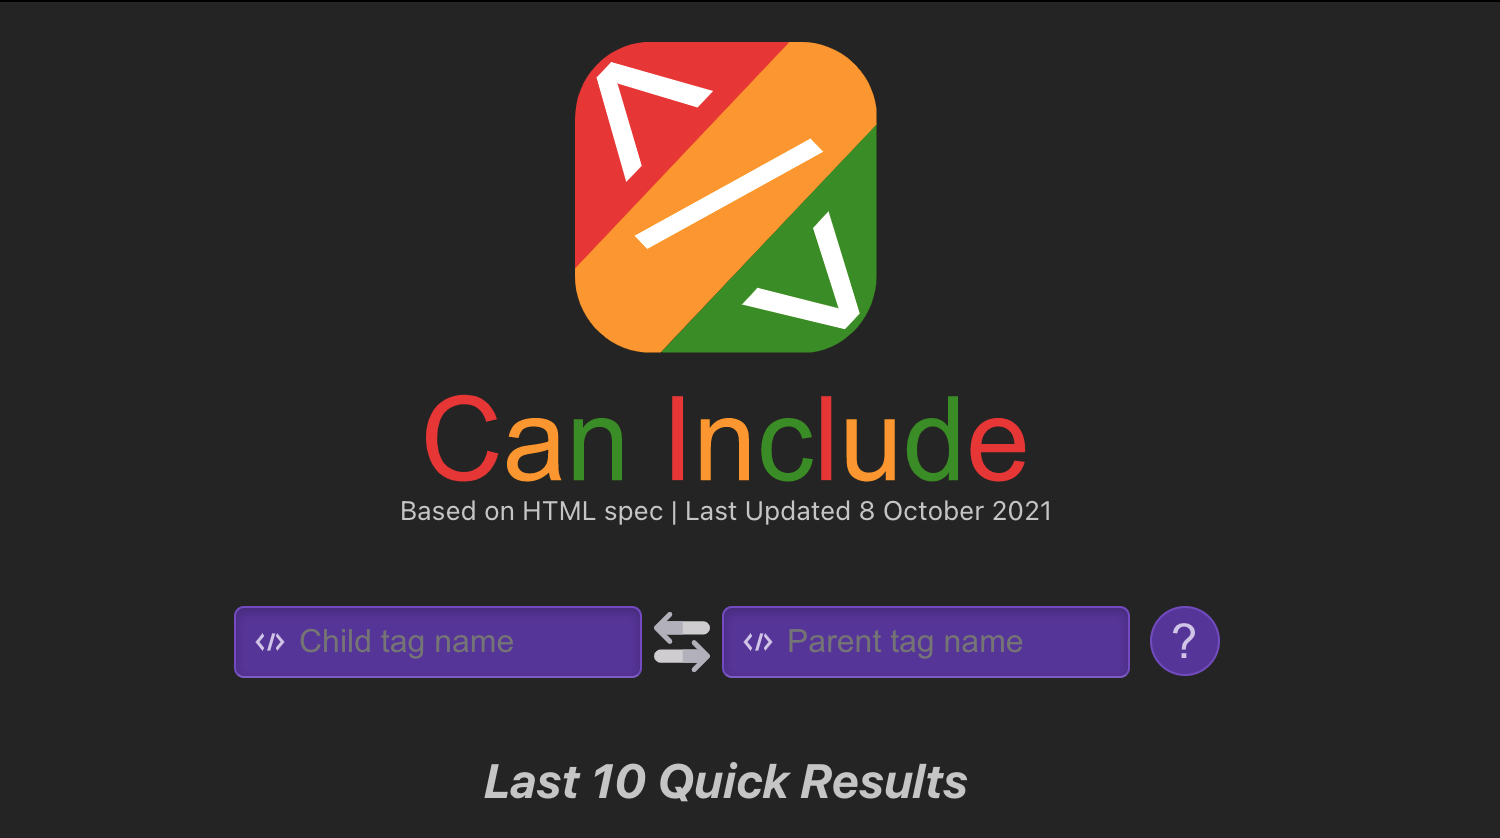 Can Include
Based on HTML spec | Last Updated 8 October 2021
</> Child tag name
</> Parent tag name
?
Last 10 Quick Results